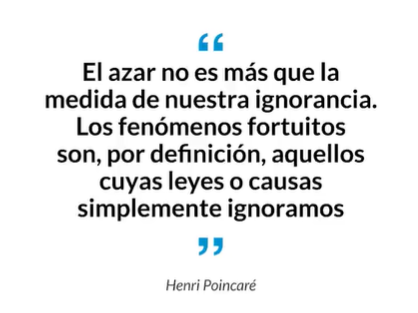 “
El azar no es más que la
medida de nuestra ignorancia.
Los fenómenos fortuitos
son, por definición, aquellos
cuyas leyes o causas
simplemente ignoramos
”
Henri Poincaré